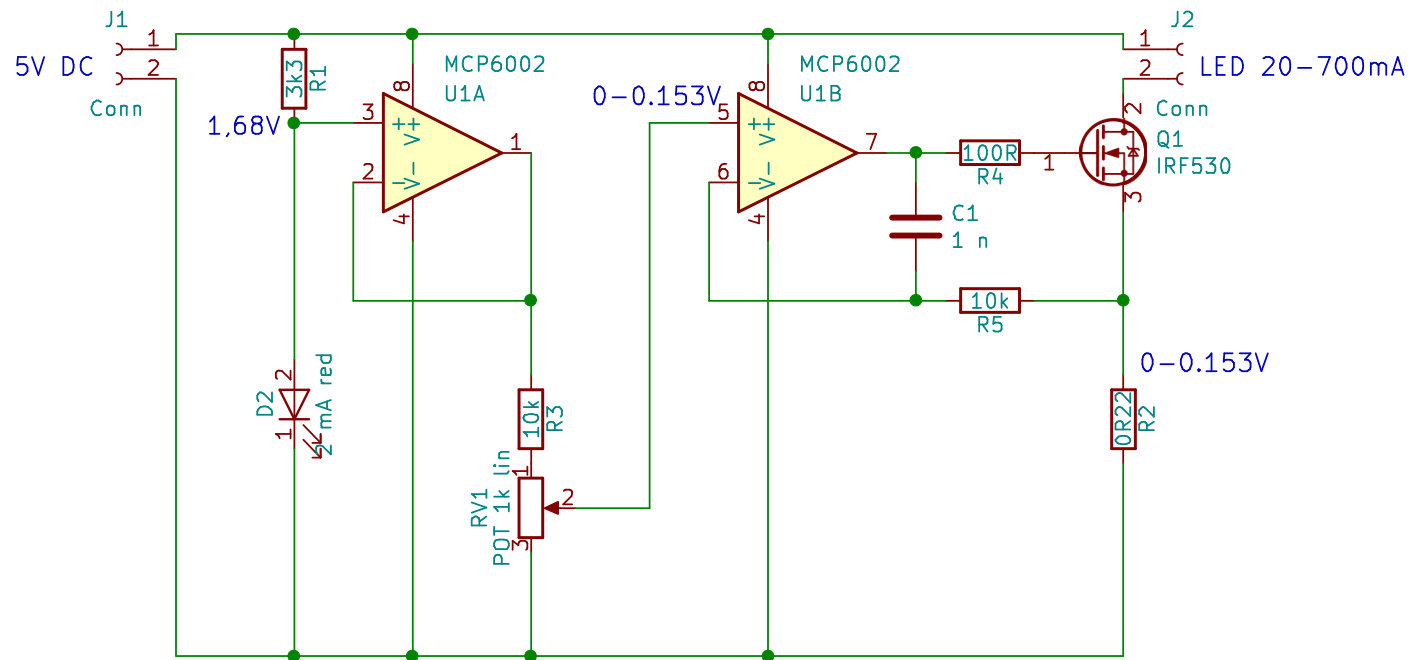 J1
1
2
5V DC
Conn
3k3
R1
1,68V
MCP6002
U1A
8
3
2
+
V+
−
V-
1
4
D2
2
1
2 mA red
10k
R3
RV1
POT 1k lin
1
2
3
0-0.153V
MCP6002
U1B
8
5
6
+
V+
−
V-
7
4
C1
1 n
100R
R4
10k
R5
J2
1
2
LED 20-700mA
Conn
Q1
IRF530
2
1
3
0-0.153V
0R22
R2